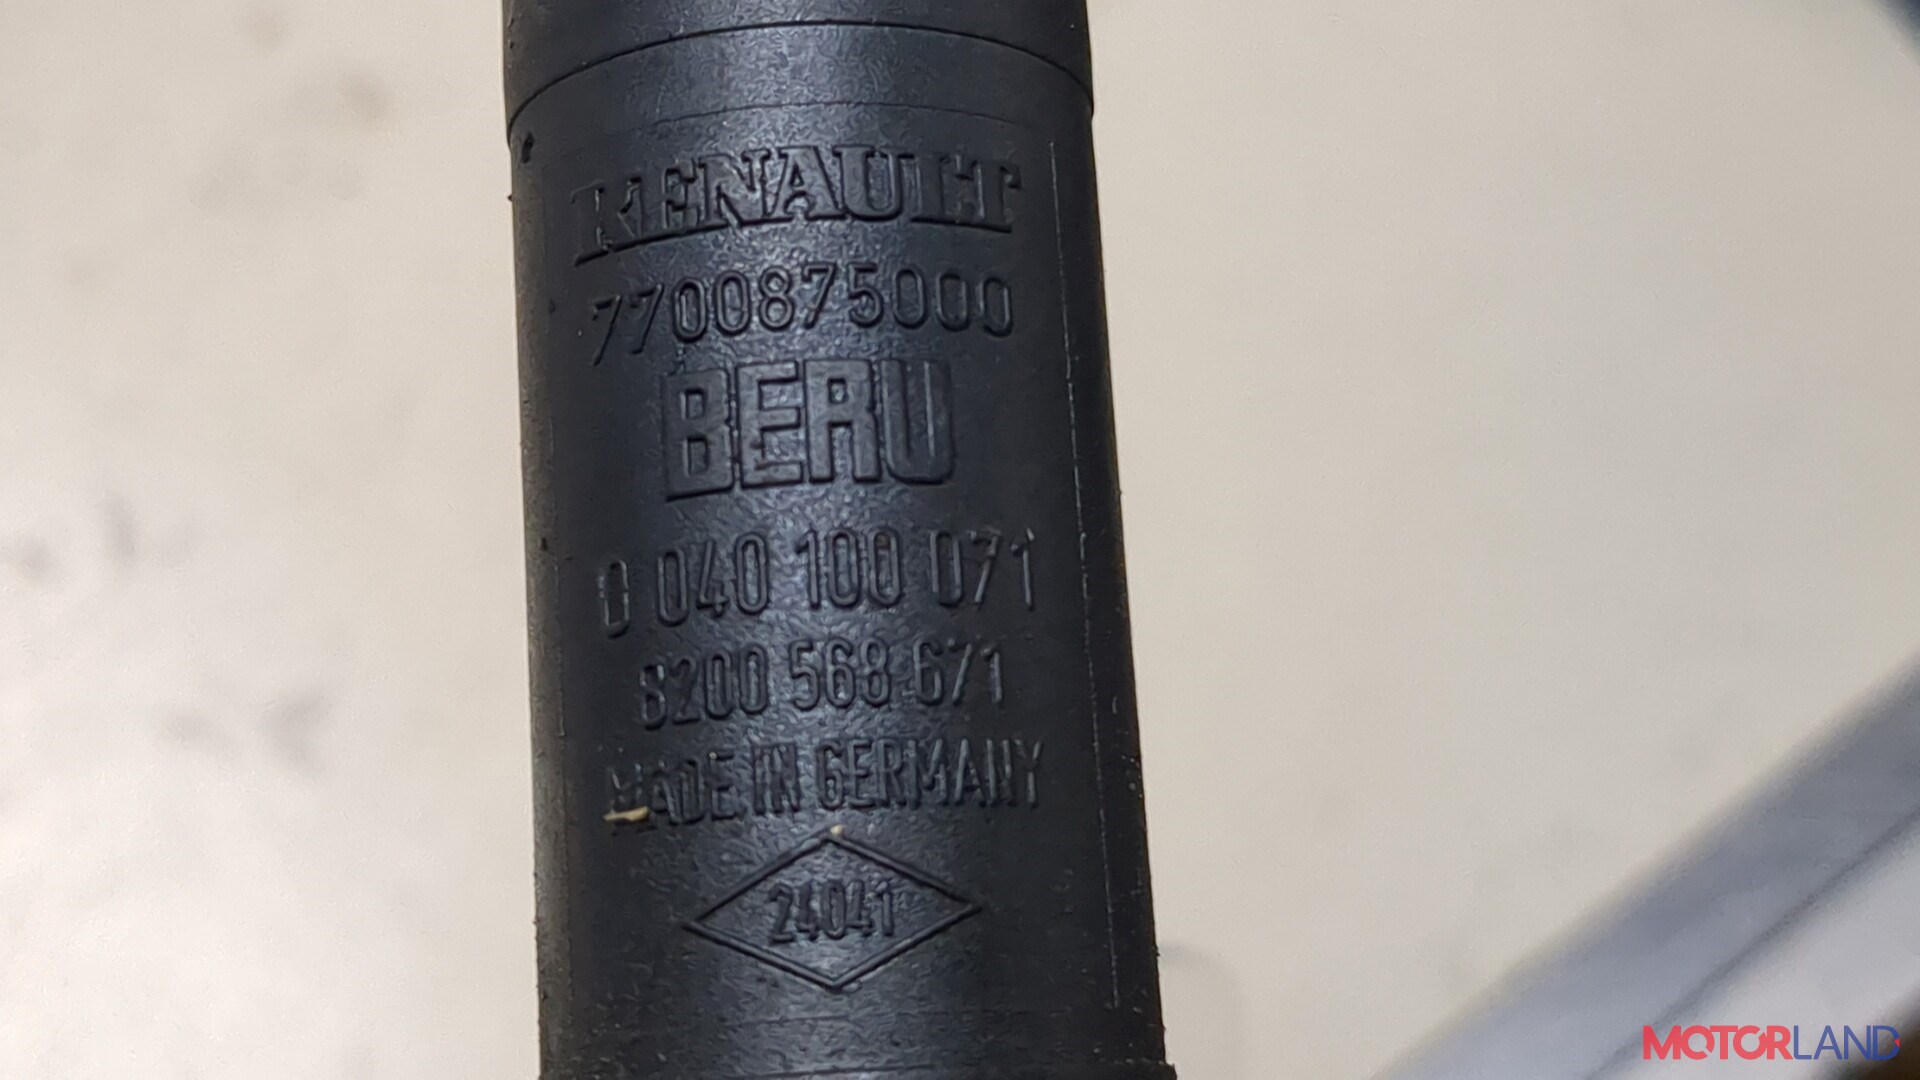 RENAULT
7700875000
BERU
0 040 100 071
8200 568 671
MADE IN GERMANY
24041
MOTORLAND